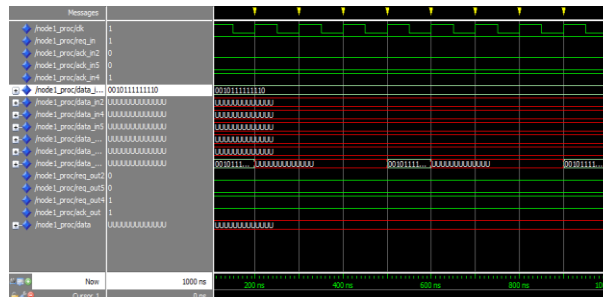 Messages
/node1_proc/clk 1
/node1_proc/req_in 1
/node1_proc/ack_in2 0
/node1_proc/ack_in5 0
/node1_proc/ack_in4 1
/node1_proc/data_i... 0010111111110 0010111111110
/node1_proc/data_in2 UUUUUUUUUUUUU UUUUUUUUUUUUU
/node1_proc/data_in4 UUUUUUUUUUUUU UUUUUUUUUUUUU
/node1_proc/data_in5 UUUUUUUUUUUUU UUUUUUUUUUUUU
/node1_proc/data_... UUUUUUUUUUUUU UUUUUUUUUUUUU
/node1_proc/data_... UUUUUUUUUUUUU UUUUUUUUUUUUU
/node1_proc/data_... UUUUUUUUUUUUU 0010111... UUUUUUUUUUUUU 0010111... UUUUUUUUUUUUU 0010111...
/node1_proc/req_out2 0
/node1_proc/req_out5 0
/node1_proc/req_out4 1
/node1_proc/ack_out 1
/node1_proc/data UUUUUUUUUUUUU UUUUUUUUUUUUU
Now 1000 ns 200 ns 400 ns 600 ns 800 ns 10
Cursor 1 0 ns